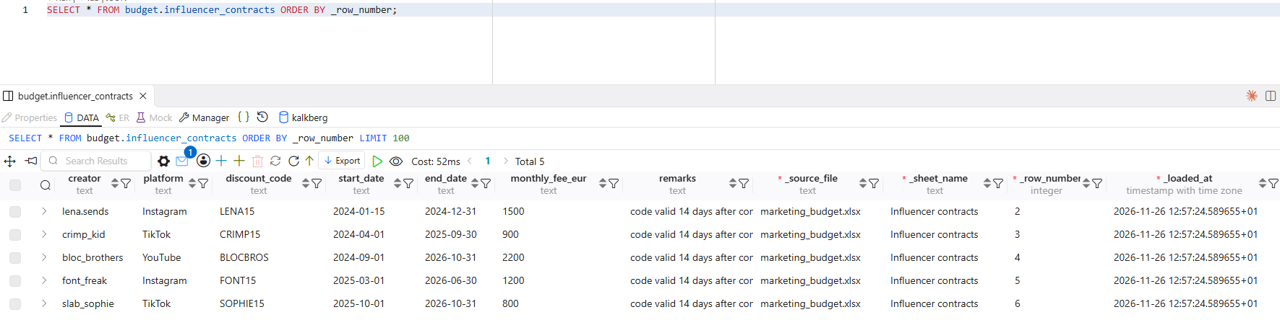 1 SELECT * FROM budget.influencer_contracts ORDER BY _row_number;
budget.influencer_contracts
Properties DATA ER Mock Manager { } kalkberg
SELECT * FROM budget.influencer_contracts ORDER BY _row_number LIMIT 100
Search Results 1 Export Cost: 52ms 1 Total 5
creator platform discount_code start_date end_date monthly_fee_eur remarks * _source_file * _sheet_name * _row_number * _loaded_at
text text text text text text text text text integer timestamp with time zone
lena.sends Instagram LENA15 2024-01-15 2024-12-31 1500 code valid 14 days after cor marketing_budget.xlsx Influencer contracts 2 2026-11-26 12:57:24.589655+01
crimp_kid TikTok CRIMP15 2024-04-01 2025-09-30 900 code valid 14 days after cor marketing_budget.xlsx Influencer contracts 3 2026-11-26 12:57:24.589655+01
bloc_brothers YouTube BLOCBROS 2024-09-01 2026-10-31 2200 code valid 14 days after cor marketing_budget.xlsx Influencer contracts 4 2026-11-26 12:57:24.589655+01
font_freak Instagram FONT15 2025-03-01 2026-06-30 1200 code valid 14 days after cor marketing_budget.xlsx Influencer contracts 5 2026-11-26 12:57:24.589655+01
slab_sophie TikTok SOPHIE15 2025-10-01 2026-10-31 800 code valid 14 days after cor marketing_budget.xlsx Influencer contracts 6 2026-11-26 12:57:24.589655+01